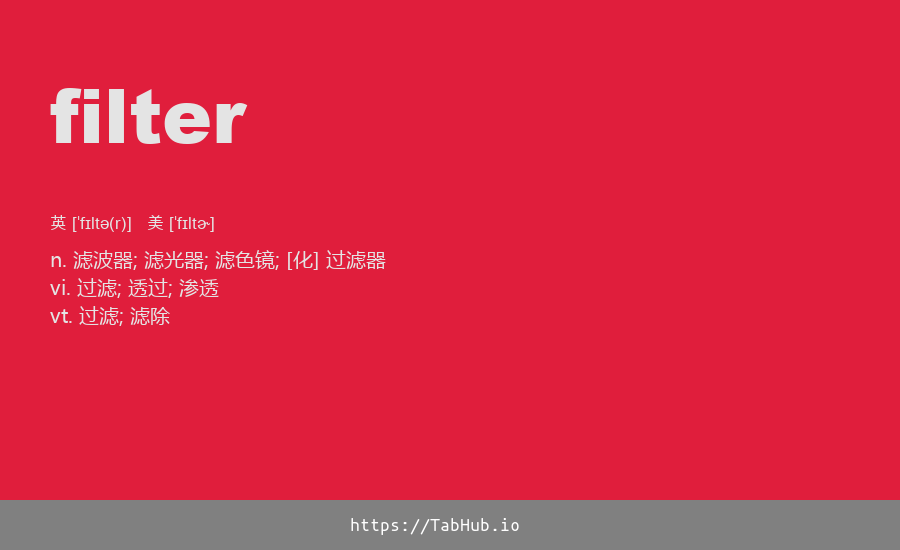 filter
英 [ˈfɪltə(r)] 美 [ˈfɪltɚ]
n. 滤波器; 滤光器; 滤色镜; [化] 过滤器
vi. 过滤; 透过; 渗透
vt. 过滤; 滤除
https://TabHub.io